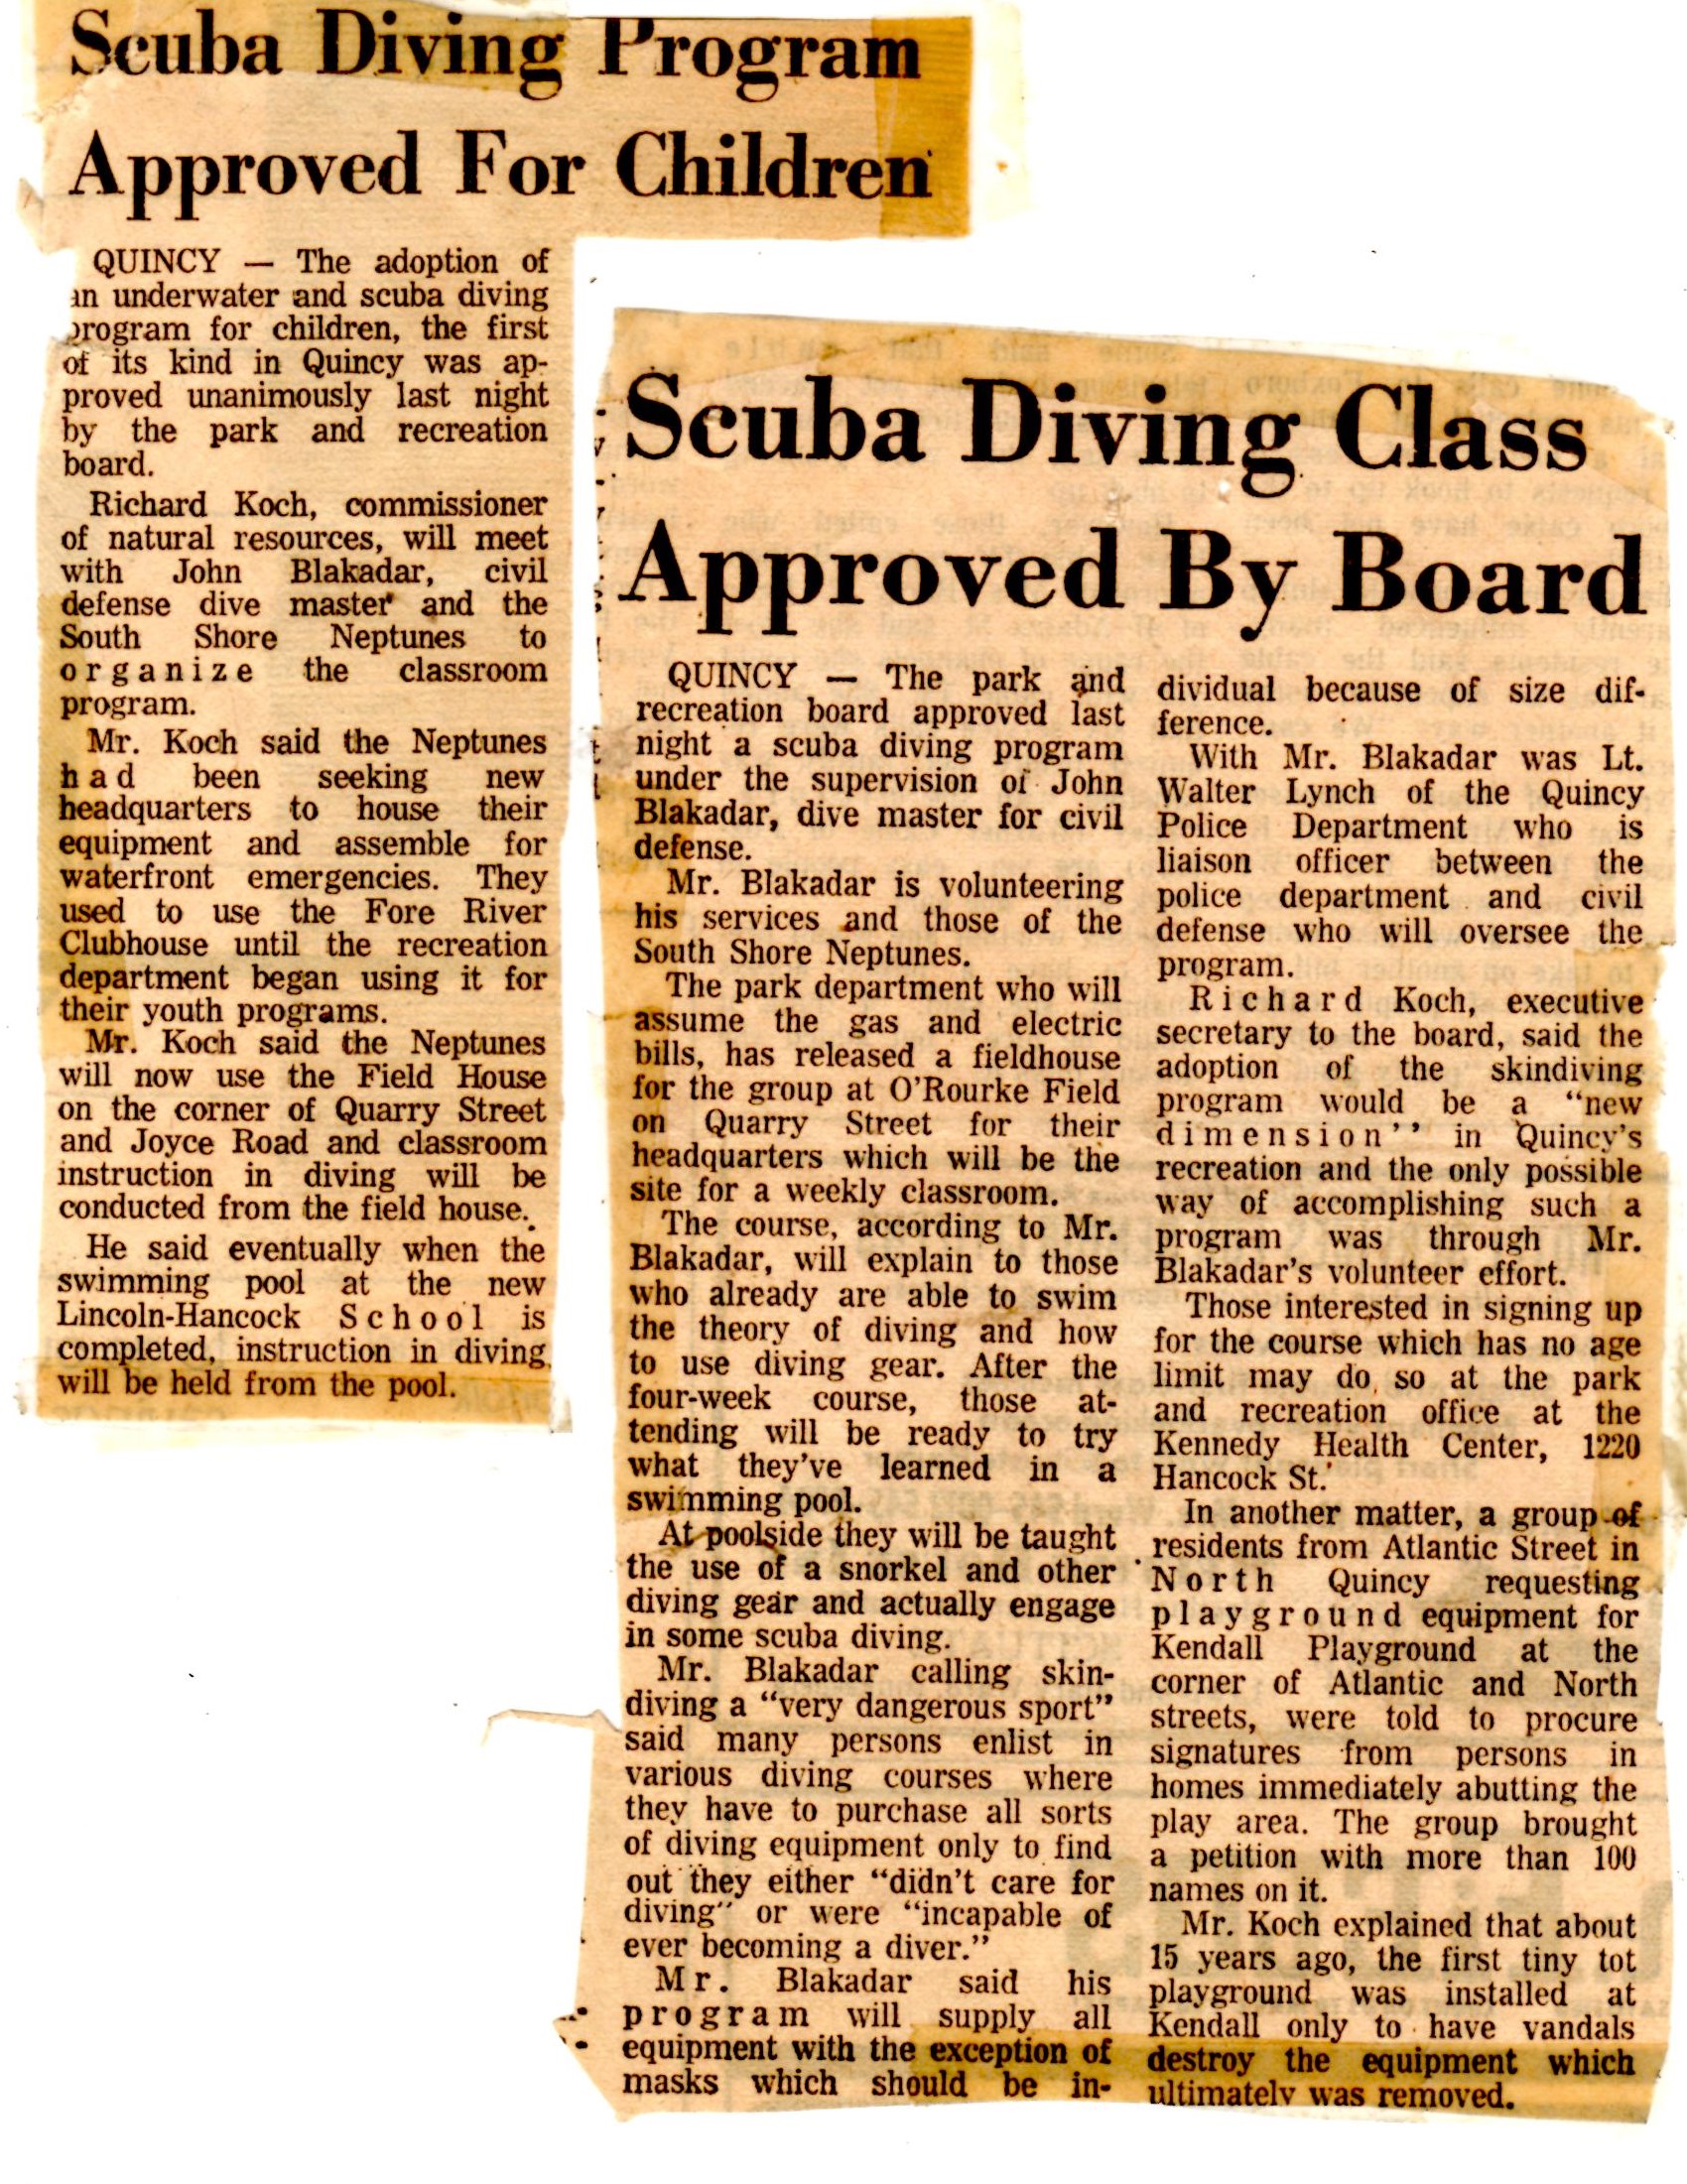 Scuba Diving Program
Approved For Children
QUINCY — The adoption of
an underwater and scuba diving
program for children, the first
of its kind in Quincy was ap-
proved unanimously last night
by the park and recreation
board.
Richard Koch, commissioner
of natural resources, will meet
with John Blakadar, civil
defense dive master and the
South Shore Neptunes to
organize the classroom
program.
Mr. Koch said the Neptunes
had been seeking new
headquarters to house their
equipment and assemble for
waterfront emergencies. They
used to use the Fore River
Clubhouse until the recreation
department began using it for
their youth programs.
Mr. Koch said the Neptunes
will now use the Field House
on the corner of Quarry Street
and Joyce Road and classroom
instruction in diving will be
conducted from the field house.
He said eventually when the
swimming pool at the new
Lincoln-Hancock School is
completed, instruction in diving
will be held from the pool.
Scuba Diving Class
Approved By Board
QUINCY — The park and
recreation board approved last
night a scuba diving program
under the supervision of John
Blakadar, dive master for civil
defense.
Mr. Blakadar is volunteering
his services and those of the
South Shore Neptunes.
The park department who will
assume the gas and electric
bills, has released a fieldhouse
for the group at O'Rourke Field
on Quarry Street for their
headquarters which will be the
site for a weekly classroom.
The course, according to Mr.
Blakadar, will explain to those
who already are able to swim
the theory of diving and how
to use diving gear. After the
four-week course, those at-
tending will be ready to try
what they've learned in a
swimming pool.
At poolside they will be taught
the use of a snorkel and other
diving gear and actually engage
in some scuba diving.
Mr. Blakadar calling skin-
diving a "very dangerous sport"
said many persons enlist in
various diving courses where
they have to purchase all sorts
of diving equipment only to find
out they either "didn't care for
diving" or were "incapable of
ever becoming a diver."
Mr. Blakadar said his
program will supply all
equipment with the exception of
masks which should be in-
dividual because of size dif-
ference.
With Mr. Blakadar was Lt.
Walter Lynch of the Quincy
Police Department who is
liaison officer between the
police department and civil
defense who will oversee the
program.
Richard Koch, executive
secretary to the board, said the
adoption of the skindiving
program would be a "new
dimension'' in Quincy's
recreation and the only possible
way of accomplishing such a
program was through Mr.
Blakadar's volunteer effort.
Those interested in signing up
for the course which has no age
limit may do so at the park
and recreation office at the
Kennedy Health Center, 1220
Hancock St.
In another matter, a group of
residents from Atlantic Street in
North Quincy requesting
playground equipment for
Kendall Playground at the
corner of Atlantic and North
streets, were told to procure
signatures from persons in
homes immediately abutting the
play area. The group brought
a petition with more than 100
names on it.
Mr. Koch explained that about
15 years ago, the first tiny tot
playground was installed at
Kendall only to have vandals
destroy the equipment which
ultimately was removed.